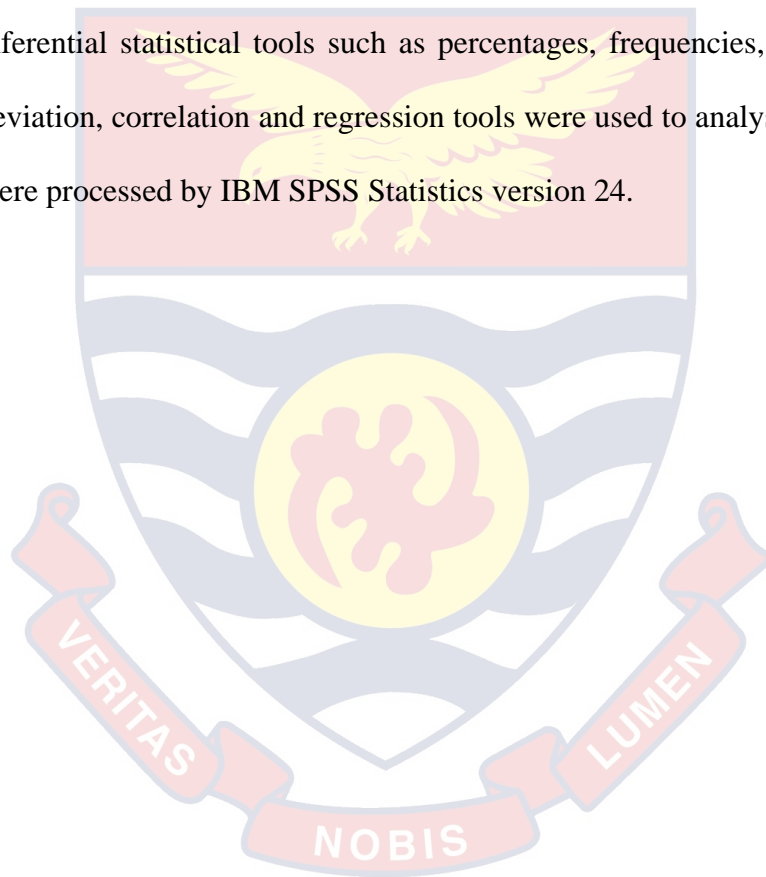 ferential statistical tools such as percentages, frequencies,
eviation, correlation and regression tools were used to analys
ere processed by IBM SPSS Statistics version 24.
VERITAS
NOBIS
LUMEN